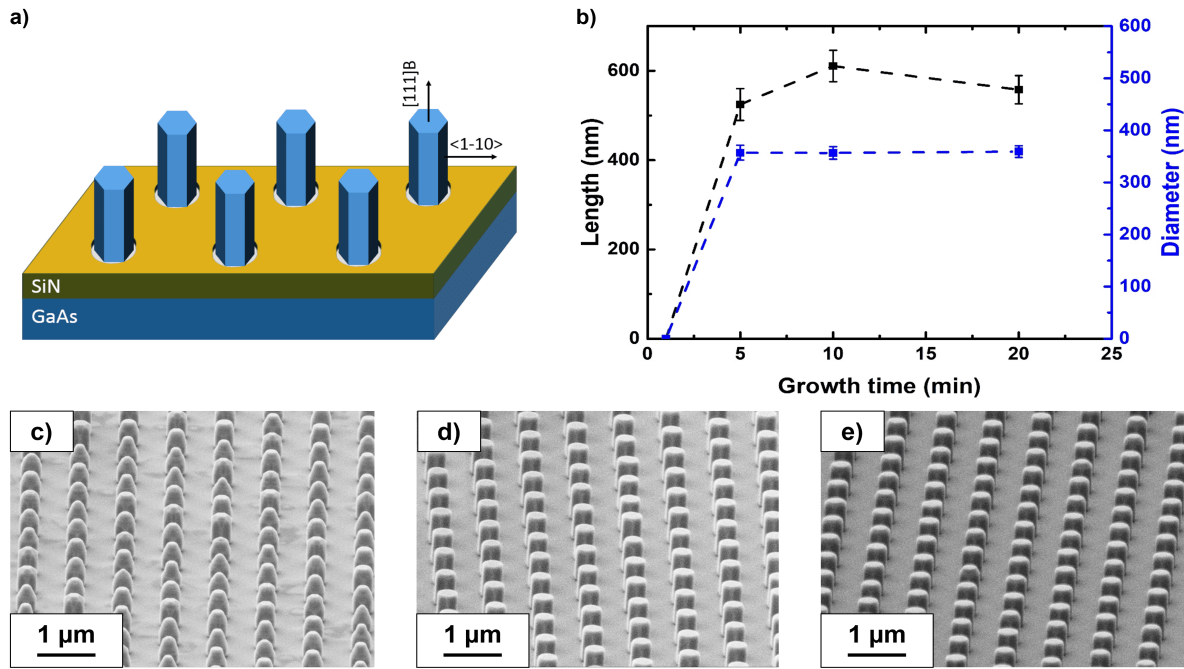 a)
[111]B
<1-10>
SiN
GaAs
b)
Length (nm)
600
400
200
0
600
500
400
300
200
100
0
Diameter (nm)
0
5
10
15
20
25
Growth time (min)
c)
1 µm
d)
1 µm
e)
1 µm